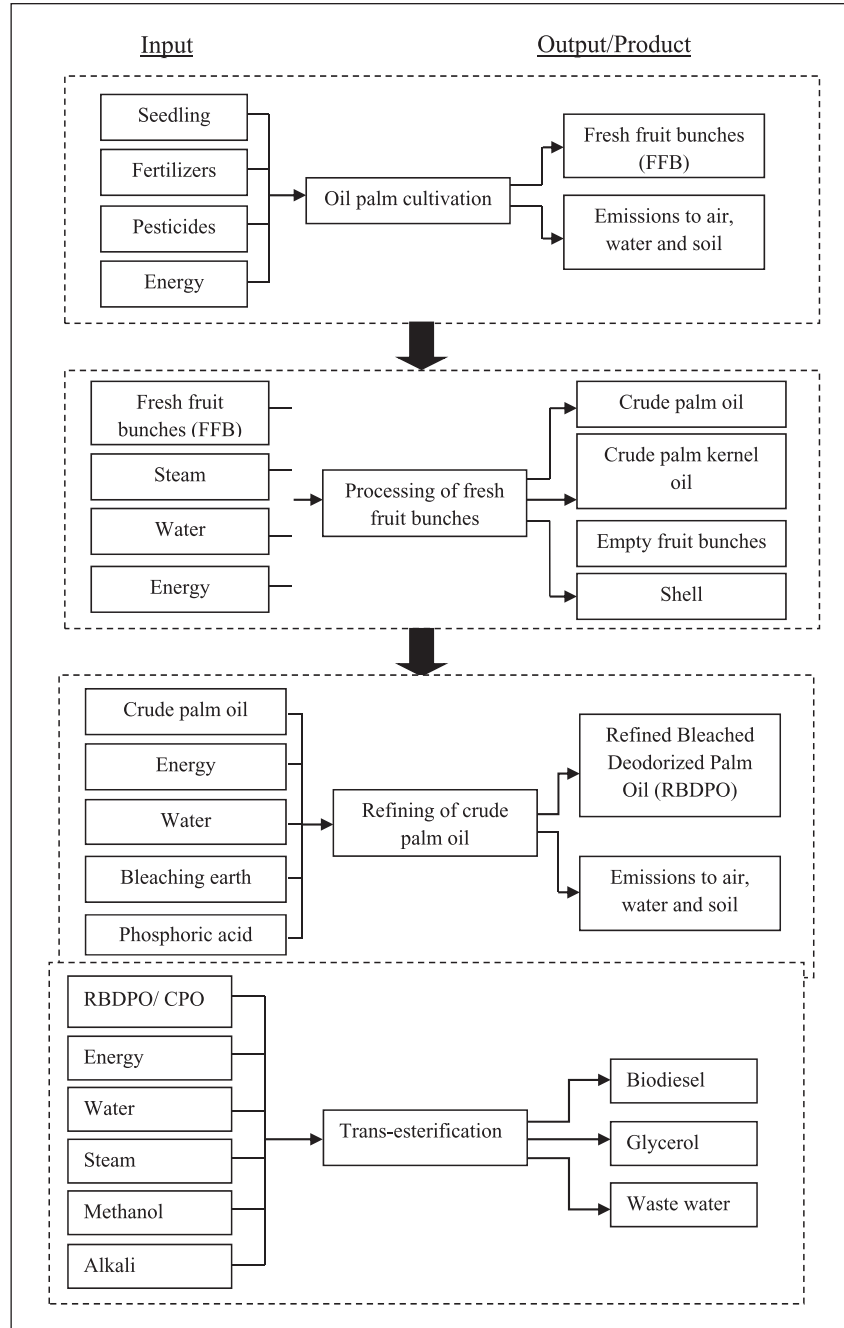 Input
Output/Product
Seedling
Fertilizers
Pesticides
Energy
Oil palm cultivation
Fresh fruit bunches
(FFB)
Emissions to air,
water and soil
Fresh fruit
bunches (FFB)
Steam
Water
Energy
Processing of fresh
fruit bunches
Crude palm oil
Crude palm kernel
oil
Empty fruit bunches
Shell
Crude palm oil
Energy
Water
Bleaching earth
Phosphoric acid
Refining of crude
palm oil
Refined Bleached
Deodorized Palm
Oil (RBDPO)
Emissions to air,
water and soil
RBDPO/ CPO
Energy
Water
Steam
Methanol
Alkali
Trans-esterification
Biodiesel
Glycerol
Waste water